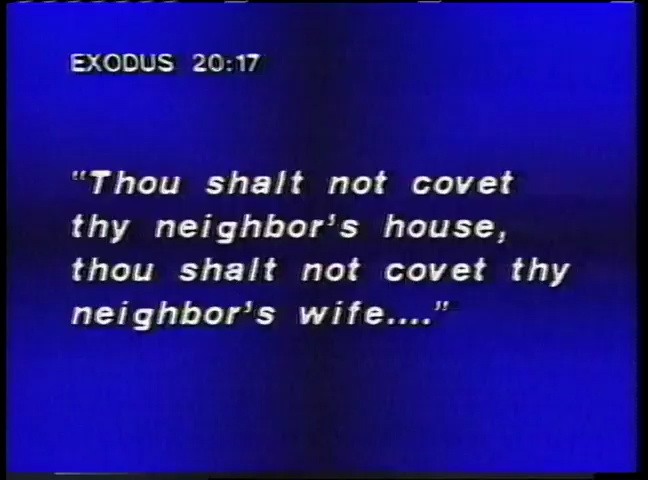 EXODUS 20:17
"Thou shalt not covet
thy neighbor's house,
thou shalt not covet thy
neighbor's wife...."